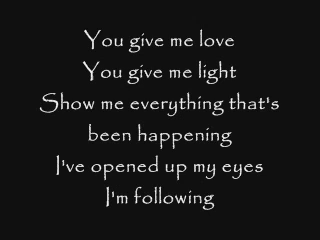 You give me love
You give me light
Show me everything that's
been happening
I've opened up my eyes
I'm following